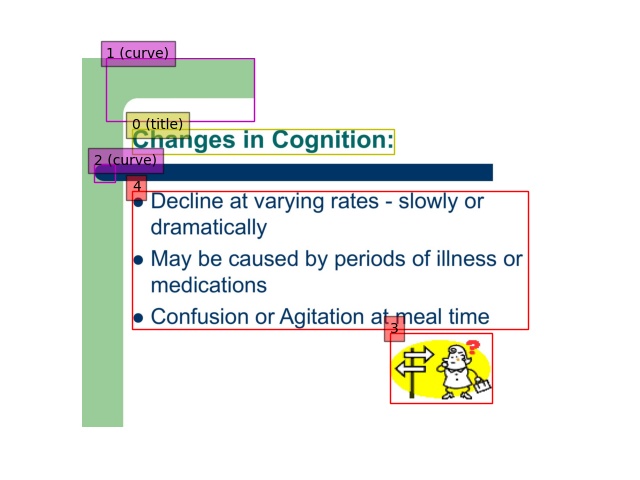 1 (curve)
0 (title)
Changes in Cognition:
2 (curve)
4
● Decline at varying rates - slowly or
dramatically
● May be caused by periods of illness or
medications
● Confusion or Agitation at meal time
3
?